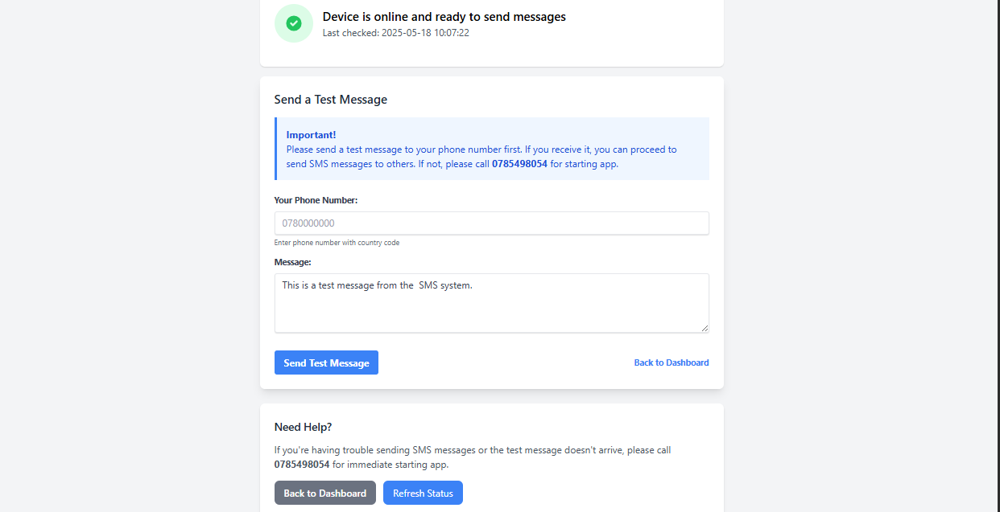 Device is online and ready to send messages
Last checked: 2025-05-18 10:07:22
Send a Test Message
Important!
Please send a test message to your phone number first. If you receive it, you can proceed to
send SMS messages to others. If not, please call 0785498054 for starting app.
Your Phone Number:
0780000000
Enter phone number with country code
Message:
This is a test message from the  SMS system.
Send Test Message
Back to Dashboard
Need Help?
If you're having trouble sending SMS messages or the test message doesn't arrive, please call
0785498054 for immediate starting app.
Back to Dashboard
Refresh Status